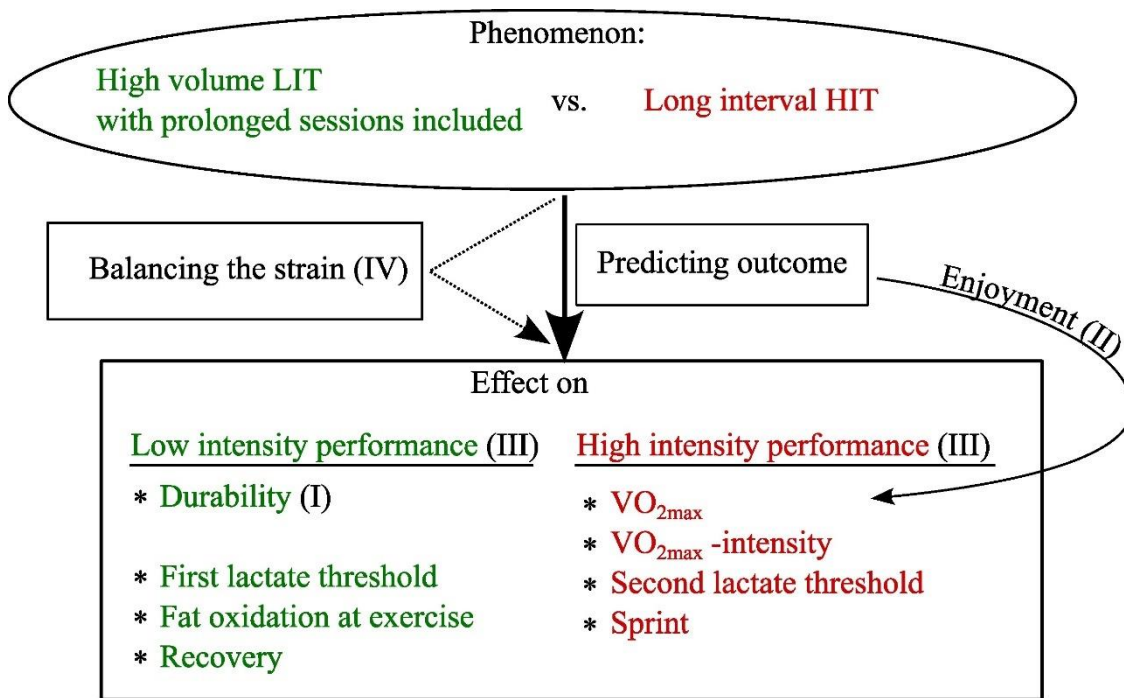 Phenomenon:
High volume LIT
with prolonged sessions included
vs.
Long interval HIT
Balancing the strain (IV)
Predicting outcome
Enjoyment (II)
Effect on
Low intensity performance (III)
* Durability (I)
* First lactate threshold
* Fat oxidation at exercise
* Recovery
High intensity performance (III)
* VO2max
* VO2max -intensity
* Second lactate threshold
* Sprint